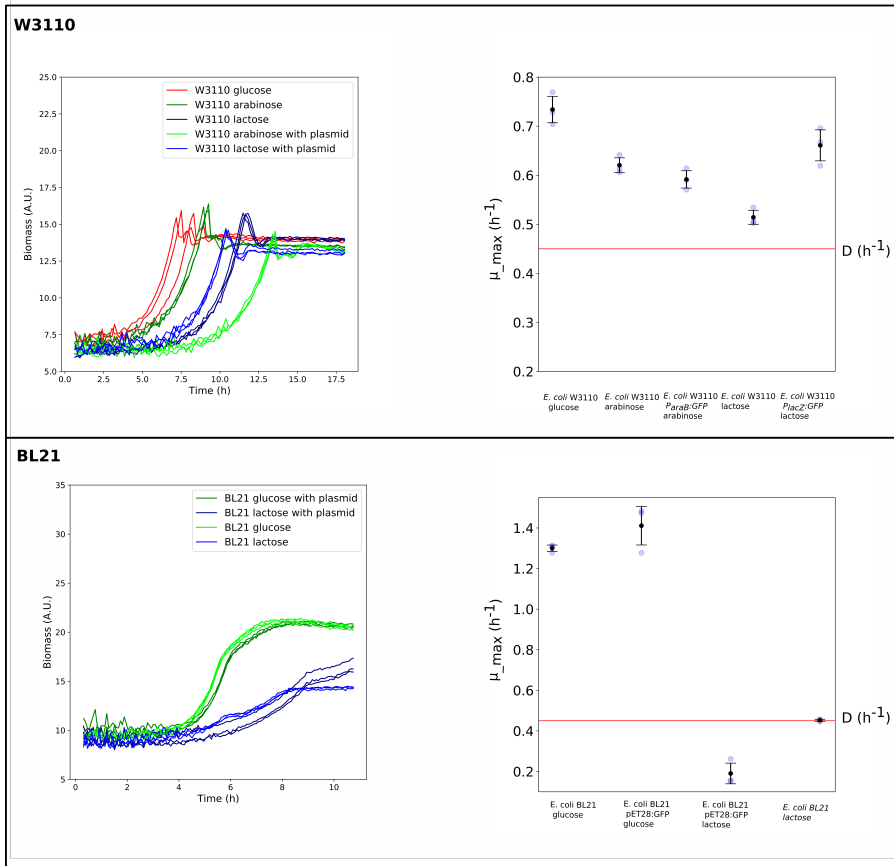 W3110
25.0
22.5
20.0
17.5
15.0
12.5
10.0
7.5
5.0
Biomass (A.U.)
0.0 2.5 5.0 7.5 10.0 12.5 15.0 17.5
Time (h)
W3110 glucose
W3110 arabinose
W3110 lactose
W3110 arabinose with plasmid
W3110 lactose with plasmid
0.8
0.7
0.6
0.5
0.4
0.3
0.2
μ_max (h-1)
D (h-1)
E. coli W3110
glucose
E. coli W3110
arabinose
E. coli W3110
ParaB:GFP
arabinose
E. coli W3110
lactose
E. coli W3110
PlacZ:GFP
lactose
BL21
35
30
25
20
15
10
5
Biomass (A.U.)
0 2 4 6 8 10
Time (h)
BL21 glucose with plasmid
BL21 lactose with plasmid
BL21 glucose
BL21 lactose
1.4
1.2
1.0
0.8
0.6
0.4
0.2
μ_max (h-1)
D (h-1)
E. coli BL21
glucose
E. coli BL21
pET28:GFP
glucose
E. coli BL21
pET28:GFP
lactose
E. coli BL21
lactose